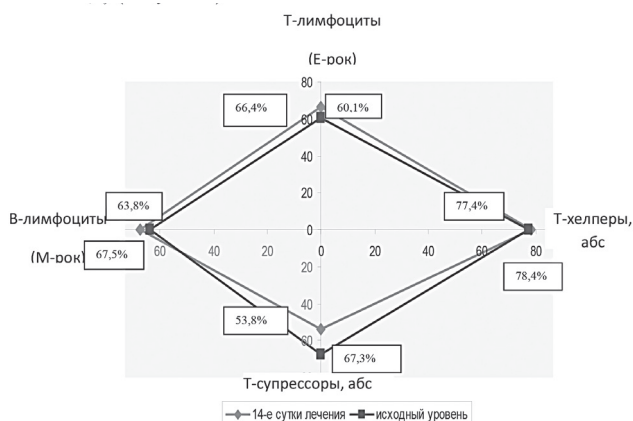 Т-лимфоциты
(Е-рок)
80
66,4%
60,1%
60
40
63,8%
77,4%
20
В-лимфоциты
Т-хелперы,
0
абс
(М-рок)
67,5%
60
40
20
0
20
40
60
80
78,4%
20
40
53,8%
60
67,3%
Т-супрессоры, абс
14-е сутки лечения
исходный уровень